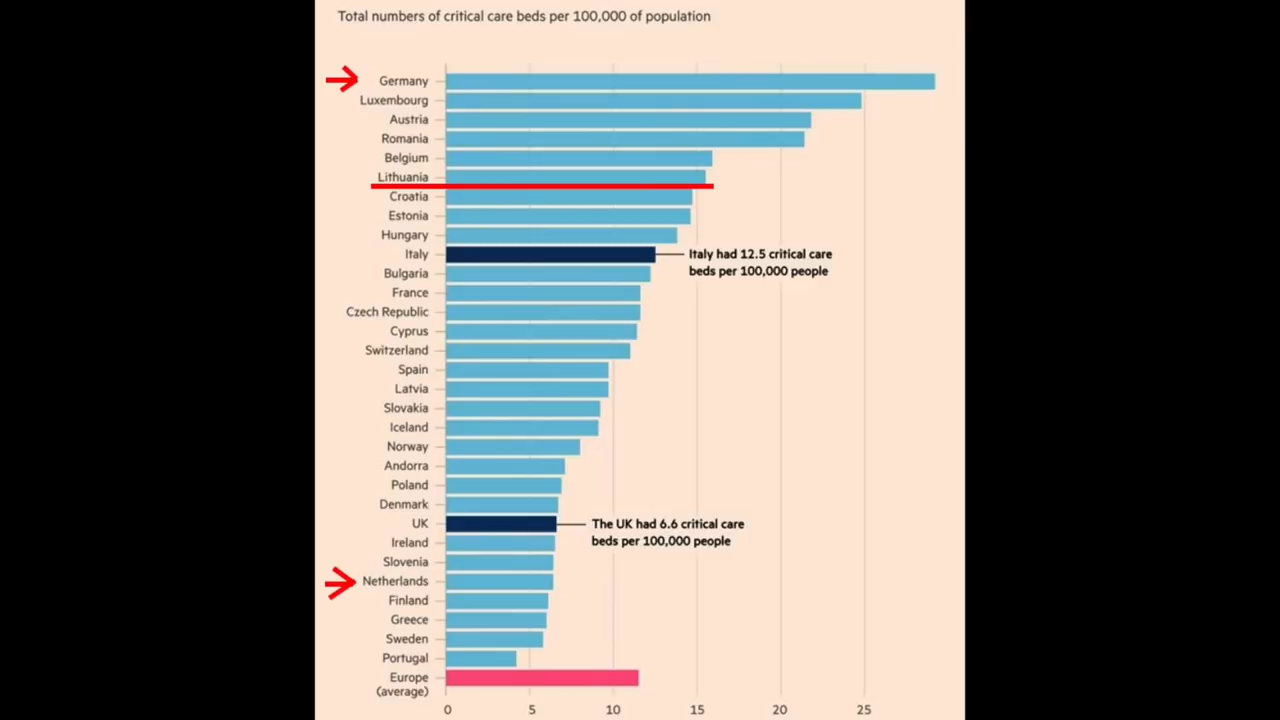 Total numbers of critical care beds per 100,000 of population
Germany
Luxembourg
Austria
Romania
Belgium
Lithuania
Croatia
Estonia
Hungary
Italy
Italy had 12.5 critical care
beds per 100,000 people
Bulgaria
France
Czech Republic
Cyprus
Switzerland
Spain
Latvia
Slovakia
Iceland
Norway
Andorra
Poland
Denmark
UK
The UK had 6.6 critical care
beds per 100,000 people
Ireland
Slovenia
Netherlands
Finland
Greece
Sweden
Portugal
Europe
(average)
0 5 10 15 20 25